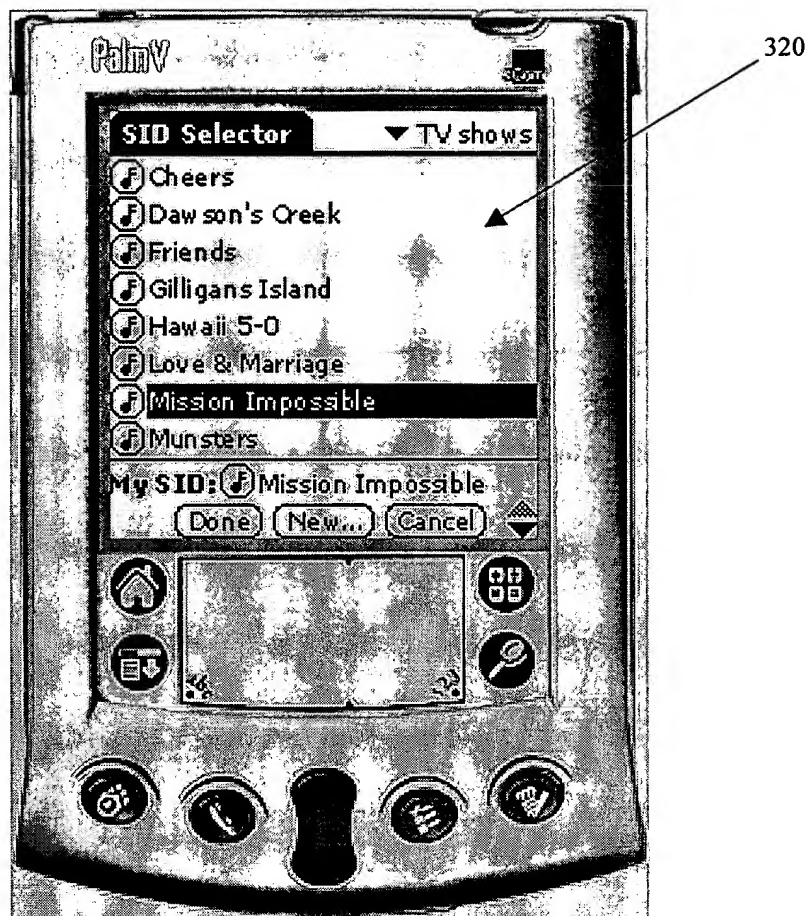 320
PalmV
3Com
SID Selector TV shows
Cheers
Dawson's Creek
Friends
Gilligans Island
Hawaii 5-0
Love & Marriage
Mission Impossible
Munsters
My SID: Mission Impossible
Done New... Cancel